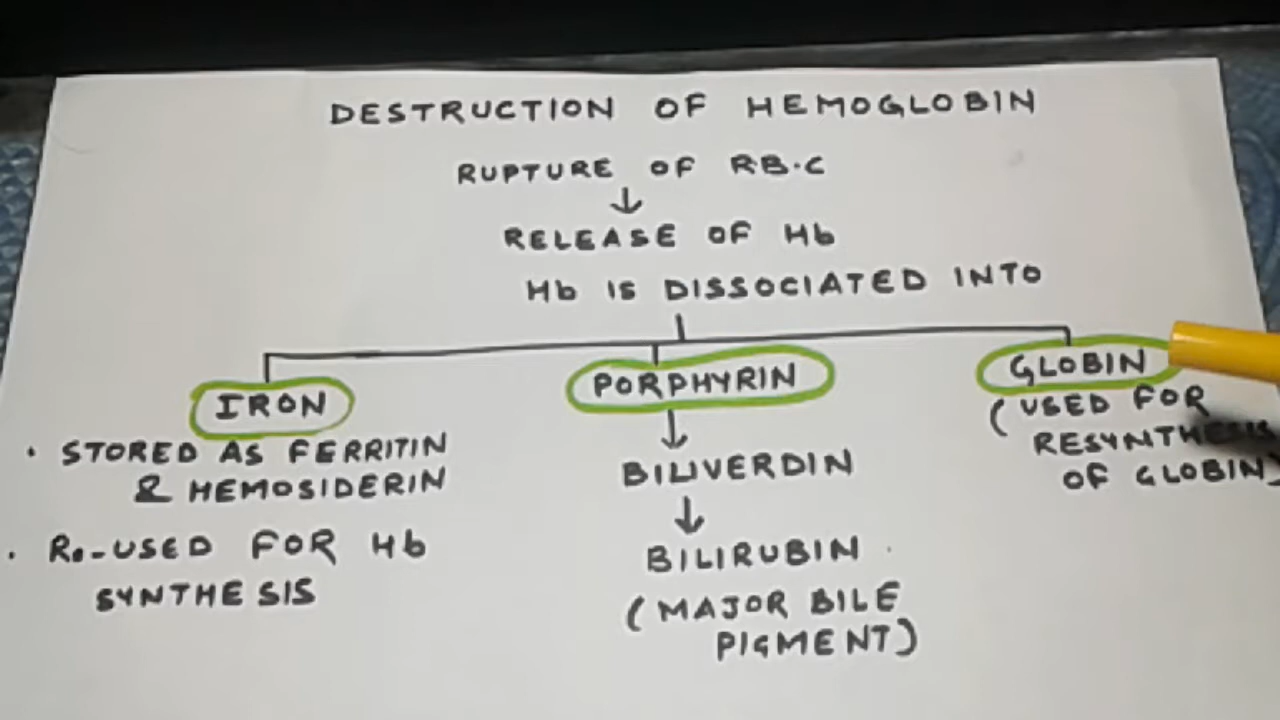 DESTRUCTION OF HEMOGLOBIN
RUPTURE OF R.B.C
↓
RELEASE OF Hb
Hb IS DISSOCIATED INTO
IRON
• STORED AS FERRITIN
& HEMOSIDERIN
• Re-USED FOR Hb
SYNTHESIS
PORPHYRIN
↓
BILIVERDIN
↓
BILIRUBIN
(MAJOR BILE
PIGMENT)
GLOBIN
(USED FOR
RESYNTHESIS
OF GLOBIN)